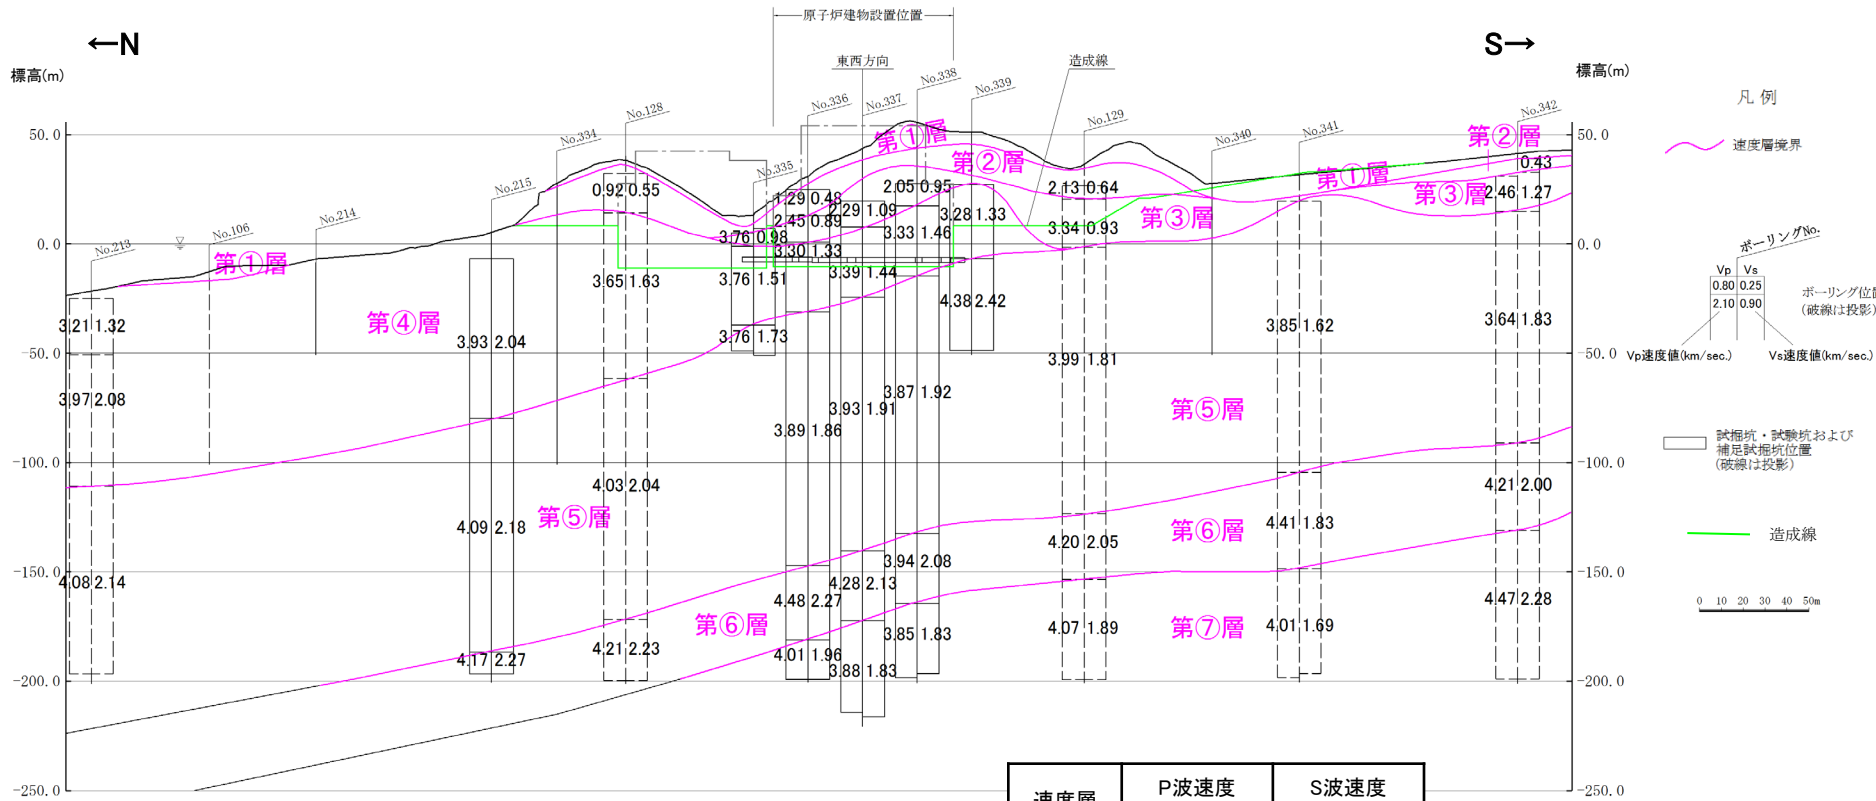 原子炉建物設置位置
←N
S→
標高(m)
標高(m)
東西方向
造成線
No.213
No.106
No.214
No.215
No.334
No.128
No.335
No.336
No.337
No.338
No.339
No.129
No.340
No.341
No.342
50.0
0.0
-50.0
-100.0
-150.0
-200.0
-250.0
50.0
0.0
-50.0
-100.0
-150.0
-200.0
-250.0
第①層
第①層
第①層
第②層
第②層
第③層
第③層
第④層
第⑤層
第⑤層
第⑥層
第⑥層
第⑦層
3.21 1.32
3.97 2.08
4.08 2.14
3.93 2.04
4.09 2.18
4.17 2.27
0.92 0.55
3.65 1.63
4.03 2.04
4.21 2.23
3.76 0.98
3.76 1.51
3.76 1.73
1.29 0.48
2.45 0.89
3.30 1.33
3.89 1.86
4.48 2.27
4.01 1.96
2.29 1.09
3.39 1.44
3.93 1.91
4.28 2.13
3.88 1.83
2.05 0.95
3.33 1.46
3.87 1.92
3.94 2.08
3.85 1.83
3.28 1.33
4.38 2.42
2.13 0.64
3.34 0.93
3.99 1.81
4.20 2.05
4.07 1.89
3.85 1.62
4.41 1.83
4.01 1.69
0.43
2.46 1.27
3.64 1.83
4.21 2.00
4.47 2.28
凡 例
速度層境界
ボーリングNo.
Vp Vs
0.80 0.25
2.10 0.90
ボーリング位置
(破線は投影)
Vp速度値(km/sec.)
Vs速度値(km/sec.)
試掘坑・試験坑および
補足試掘坑位置
(破線は投影)
造成線
0 10 20 30 40 50m
速度層
P波速度
S波速度